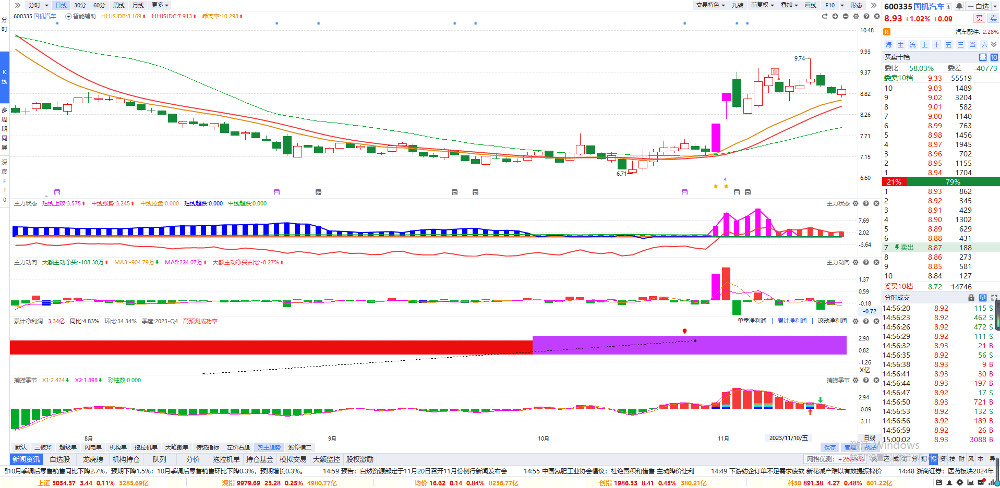 分时 日线 30分 60分 周线 月线 更多 交易特色 九转 前复权 叠加 画线 F10 形态
600335 国机汽车 智能辅助 HHJSJDB:8.169 HHJSJDC:7.913 乖离率:10.298
分时
K线
多周期同屏
深度F10
10.48
9.93
9.37
8.82
8.26
7.71
7.15
6.60
9.74
6.71
主力状态 短线上攻:3.575 中线强势:3.245 中线控盘:0.000 短线超跌:0.000 中线超跌:0.000 主力状态
7.69
2.02
-3.64
主力动向 大额主动净买:-108.30万 MA3:-904.79万 MA5:224.07万 大额主动净买占比:-0.27% 主力动向
1.37
0.59
-0.18
-0.72
累计净利润 3.34亿 同比:4.83% 环比:34.34% 季度:2023-Q4 高预测成功率 单季净利润 | 累计净利润 | 滚动净利润
2.90
0.82
-1.26
X亿
捕捞季节 X1:2.424 X2:1.898 彩柱数:0.000 捕捞季节
2.94
-0.09
-3.11
8月 9月 10月 11月 2023/11/10/五 日线
默认 三板斧 超级单 闪电单 机构单 拖拉机单 大笔撤单 传统指标 左价右趋 热主趋势 涨停横二 保存 管理 战法
新闻资讯 自选股 龙虎榜 机构持仓 队列 分价 拖拉机单 持仓基金 模拟交易 大额监控 股权激励 网格优测: +26.99% 还 成 筹 分 指 报 资 技 财 风 本 异
600335 国机汽车 自选
8.93 +1.02% +0.09 买 卖
R 汽车配件: 2.28%
海 主 流 上 十 五 三 当 六
买卖十档 量 10
委比 -58.03% 委差 -40773
委卖10档 9.33 55519
10 9.03 1489
9 9.02 3204
8 9.01 582
7 9.00 1140
6 8.99 763
5 8.98 1456
4 8.97 1945
3 8.96 702
2 8.95 1155
1 8.94 1704
21% 79%
1 8.93 862
2 8.92 345
3 8.91 429
4 8.90 1302
5 8.89 629
6 8.88 431
7 卖出 8.87 188
8 8.86 273
9 8.85 581
10 8.84 127
委买10档 8.72 14746
分时成交 量
14:56:20 8.92 115 S
14:56:23 8.92 462 S
14:56:26 8.92 472 S
14:56:29 8.92 111 S
14:56:32 8.93 21 B
14:56:35 8.92 56 S
14:56:38 8.93 9 B
14:56:41 8.93 30 B
14:56:44 8.93 197 B
14:56:47 8.92 17 S
14:56:50 8.93 721 B
14:56:53 8.92 132 S
14:56:56 8.92 189 B
14:56:59 8.92 26 B
15:00:02 8.93 3088 B
激活 Windows
国10月季调后零售销售同比下降2.7%，预期下降1.5%；10月季调后零售销售环比下降0.3%，预期增长0.3%。 14:59 预告：自然资源部定于11月20日召开11月份例行新闻发布会 14:55 中国氮肥工业协会倡议：杜绝囤积和惜售 主动降价让利 14:49 下游纺企订单不足需求疲软 新花减产难以有效提振棉价 14:48 浙商证券：医药板块2024年
上证 3054.37 3.44 0.11% 3285.69亿 深指 9979.69 25.28 0.25% 4980.77亿 均价 16.62 0.14 0.84% 8236.77亿 创指 1986.53 8.41 0.43% 380.21亿 科50 891.38 4.27 0.48% 601.22亿